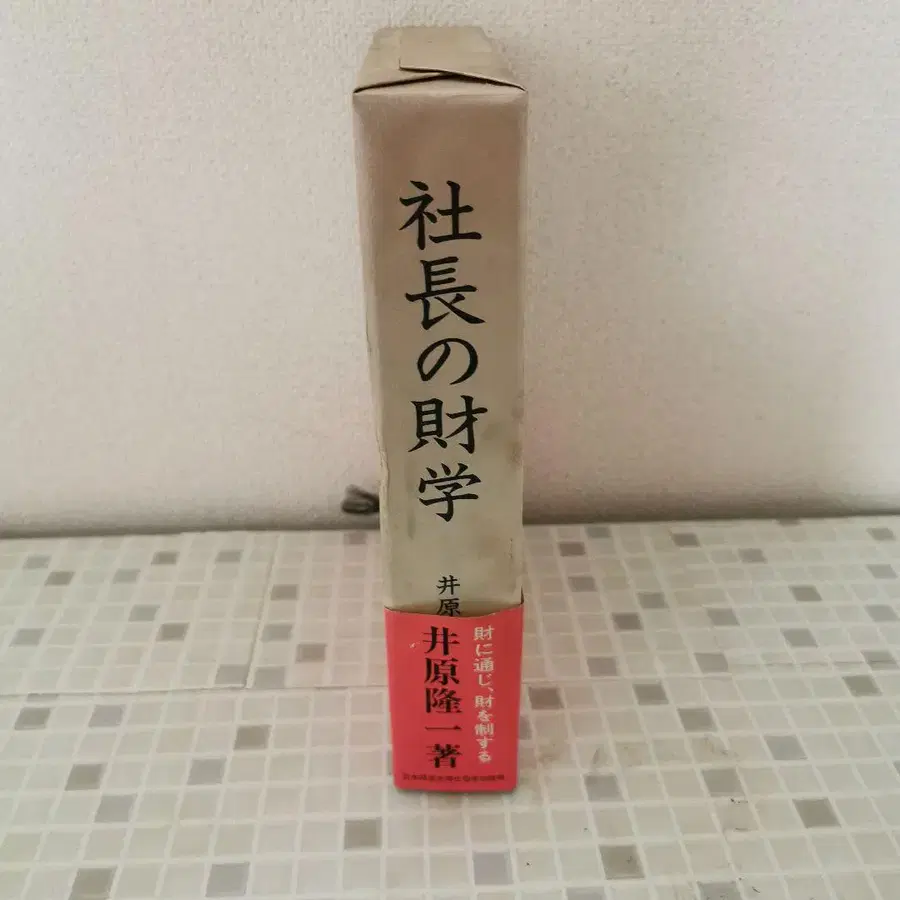 社長の財学
井原
財に通じ、財を制する
井原隆一著